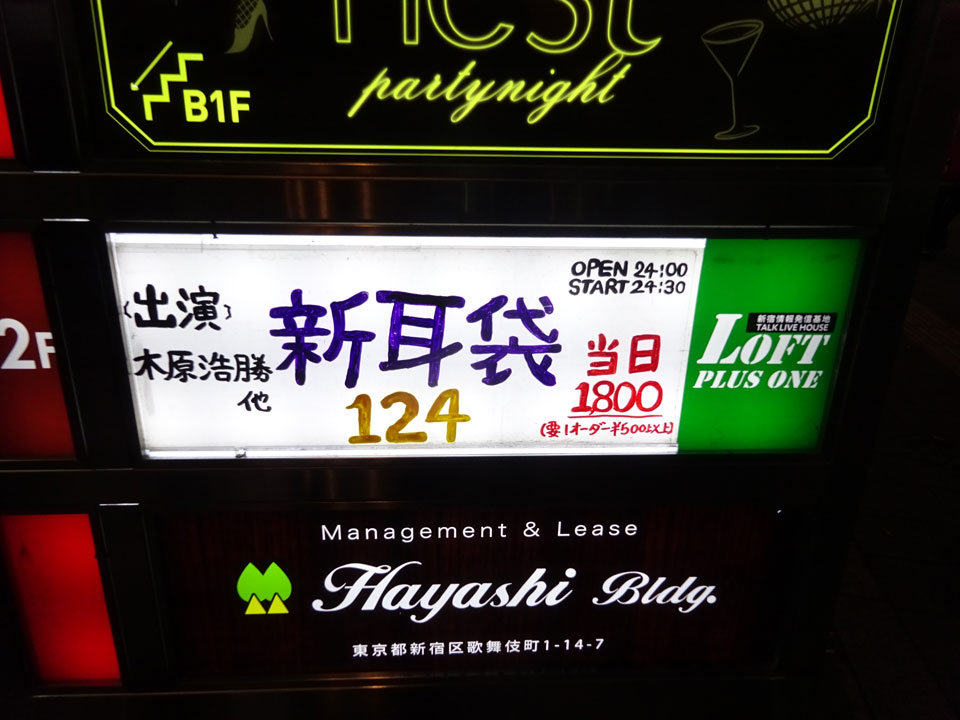 partynight
B1F
2F
出演
木原浩勝
他
新耳袋
124
OPEN 24:00
START 24:30
当日
1800
(要1オーダー¥500以上)
新宿情報発信基地
TALK LIVE HOUSE
LOFT
PLUS ONE
Management & Lease
Hayashi Bldg.
東京都新宿区歌舞伎町1-14-7